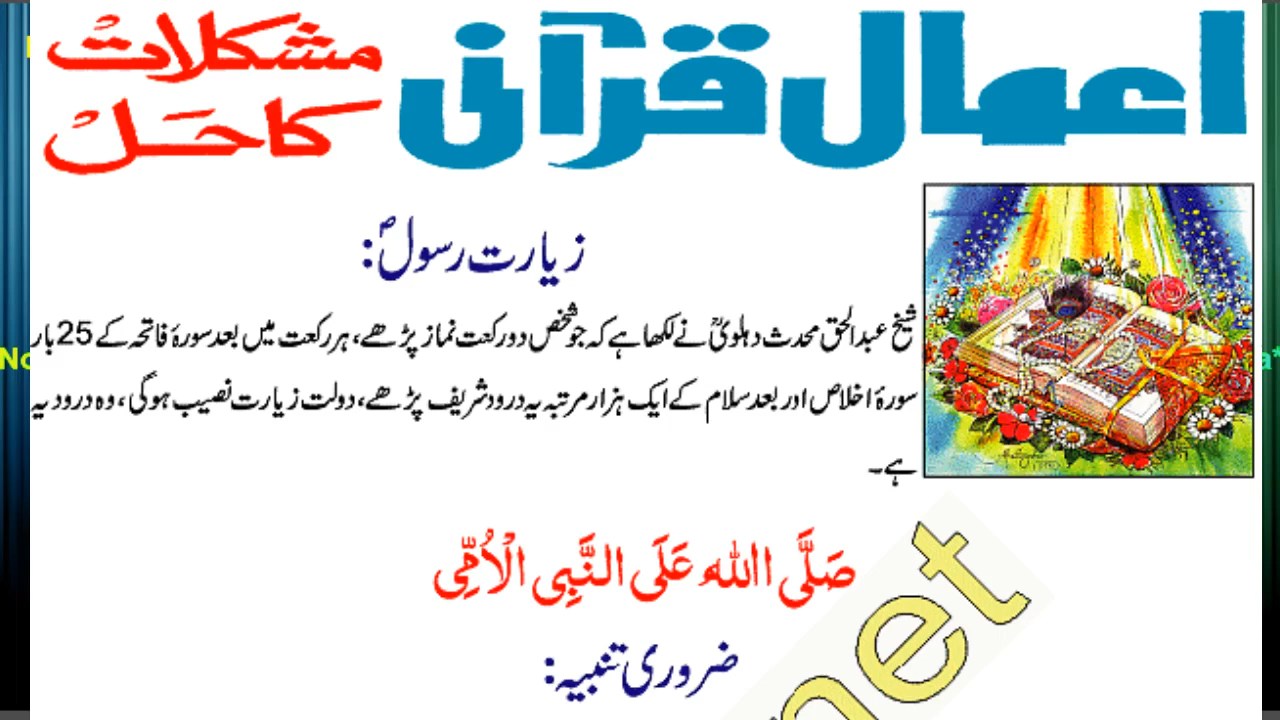 اعمال قرآنی
مشکلات
کا حل
زیارت رسولؐ:
شیخ عبدالحق محدث دہلویؒ نے لکھا ہے کہ جو شخص دو رکعت نماز پڑھے، ہر رکعت میں بعد سورۂ فاتحہ کے 25 بار
سورۂ اخلاص اور بعد سلام کے ایک ہزار مرتبہ یہ درود شریف پڑھے، دولت زیارت نصیب ہوگی، وہ درود یہ
ہے۔
صَلَّی اللہ عَلَی النَّبِی الْاُمِّی
net
ضروری تنبیہ: